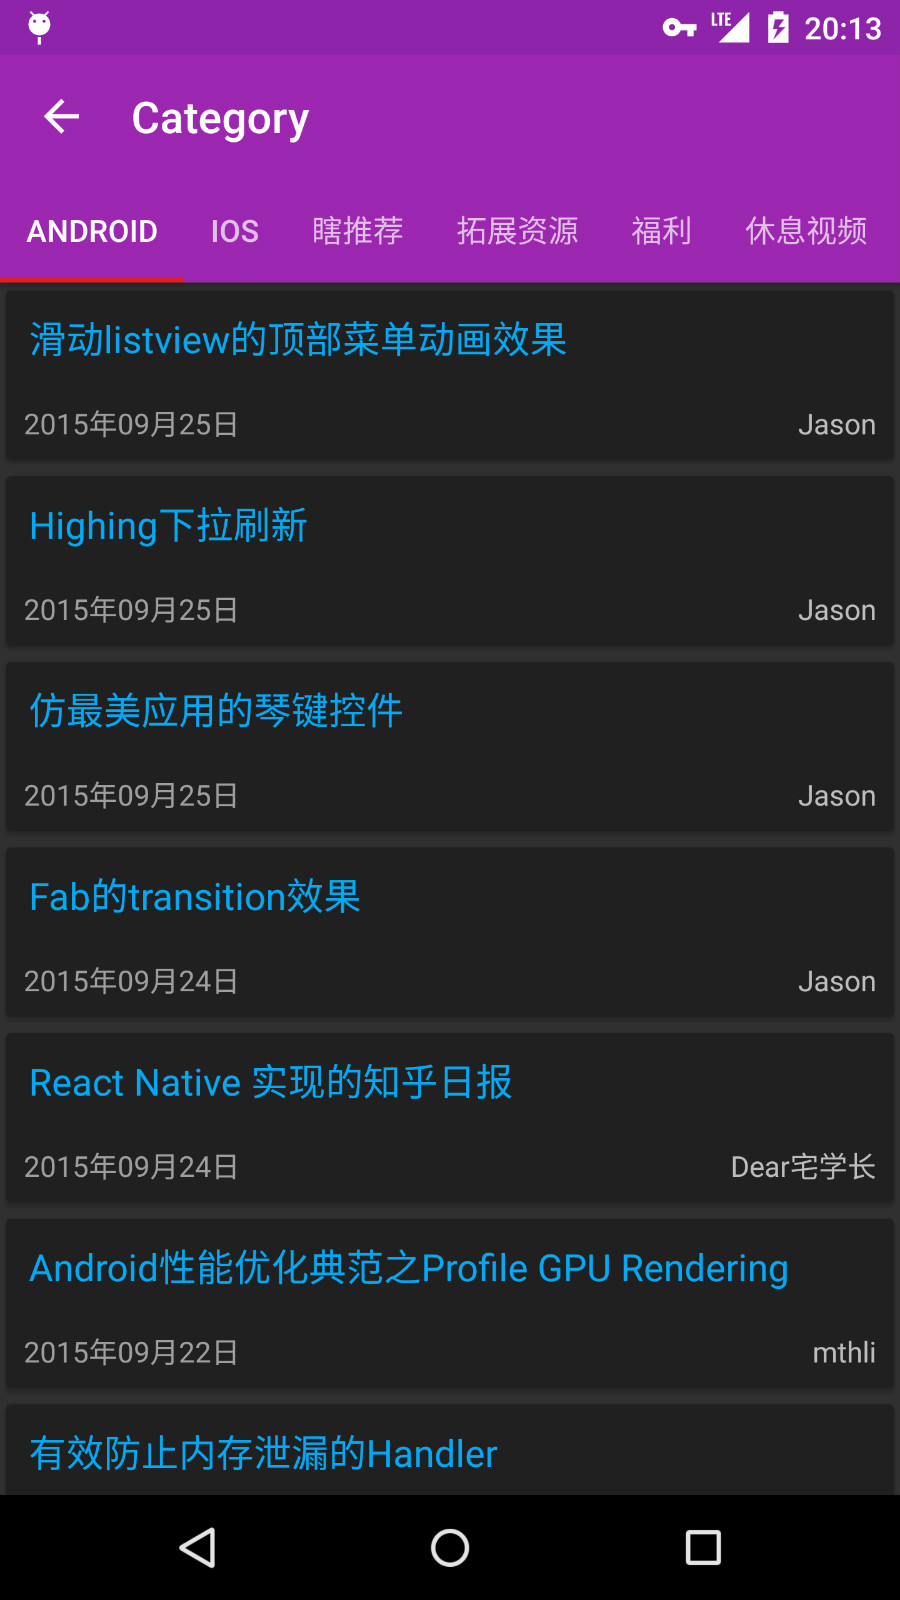 LTE 20:13
Category
ANDROID IOS 瞎推荐 拓展资源 福利 休息视频
滑动listview的顶部菜单动画效果
2015年09月25日 Jason
Highing下拉刷新
2015年09月25日 Jason
仿最美应用的琴键控件
2015年09月25日 Jason
Fab的transition效果
2015年09月24日 Jason
React Native 实现的知乎日报
2015年09月24日 Dear宅学长
Android性能优化典范之Profile GPU Rendering
2015年09月22日 mthli
有效防止内存泄漏的Handler